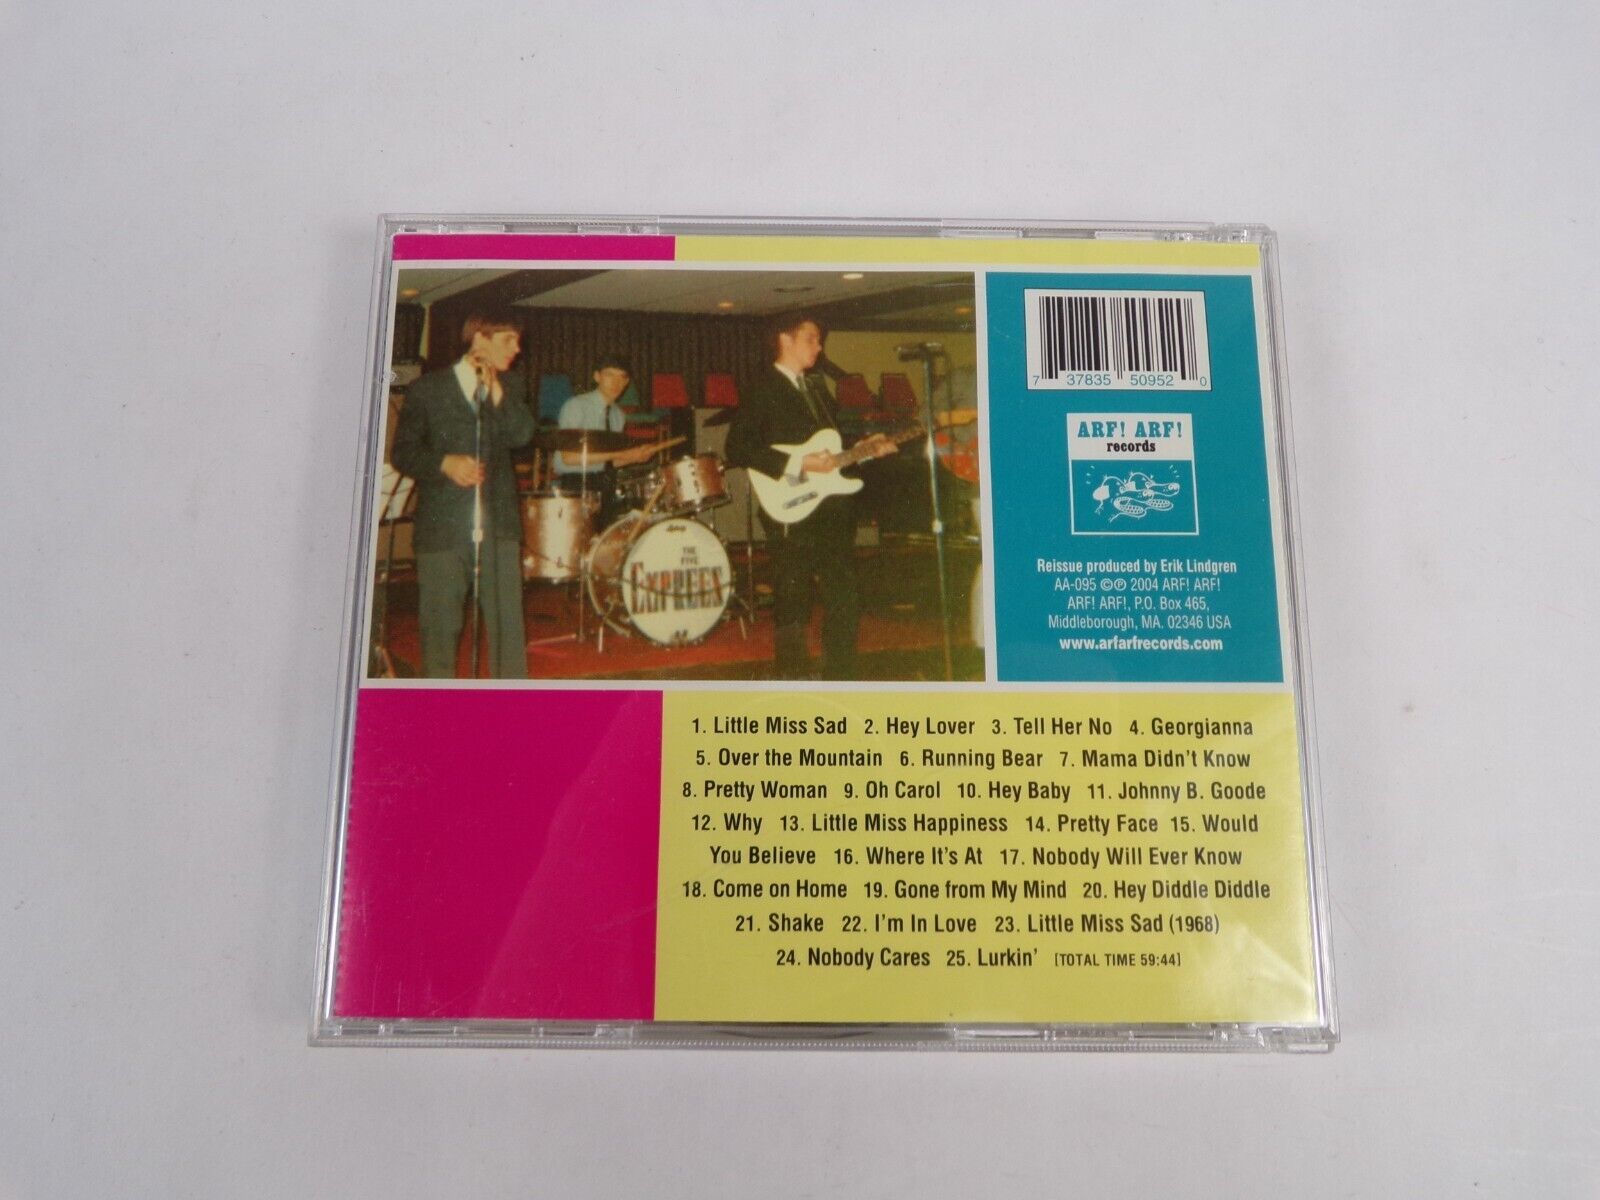 THE
FIVE
EXPREES
7 37835 50952 0
ARF! ARF!
records
Reissue produced by Erik Lindgren
AA-095 ©℗ 2004 ARF! ARF!
ARF! ARF!, P.O. Box 465,
Middleborough, MA. 02346 USA
www.arfarfrecords.com
1. Little Miss Sad 2. Hey Lover 3. Tell Her No 4. Georgianna
5. Over the Mountain 6. Running Bear 7. Mama Didn't Know
8. Pretty Woman 9. Oh Carol 10. Hey Baby 11. Johnny B. Goode
12. Why 13. Little Miss Happiness 14. Pretty Face 15. Would
You Believe 16. Where It's At 17. Nobody Will Ever Know
18. Come on Home 19. Gone from My Mind 20. Hey Diddle Diddle
21. Shake 22. I'm In Love 23. Little Miss Sad (1968)
24. Nobody Cares 25. Lurkin' [TOTAL TIME 59:44]